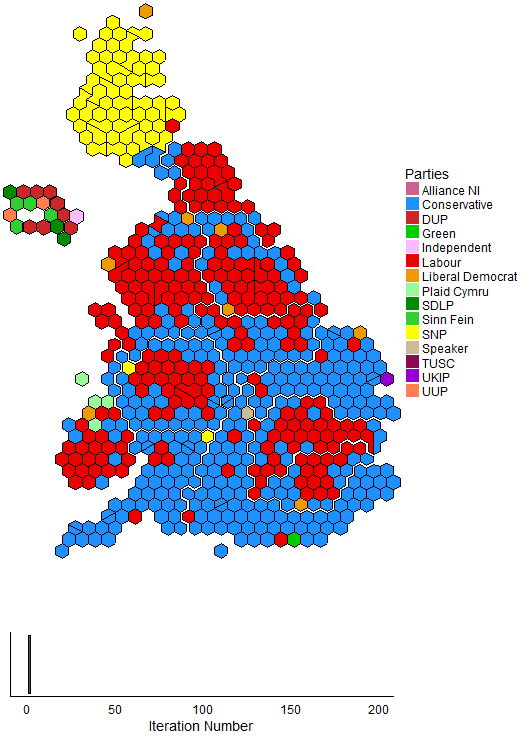 Parties
Alliance NI
Conservative
DUP
Green
Independent
Labour
Liberal Democrat
Plaid Cymru
SDLP
Sinn Fein
SNP
Speaker
TUSC
UKIP
UUP
0 50 100 150 200
Iteration Number